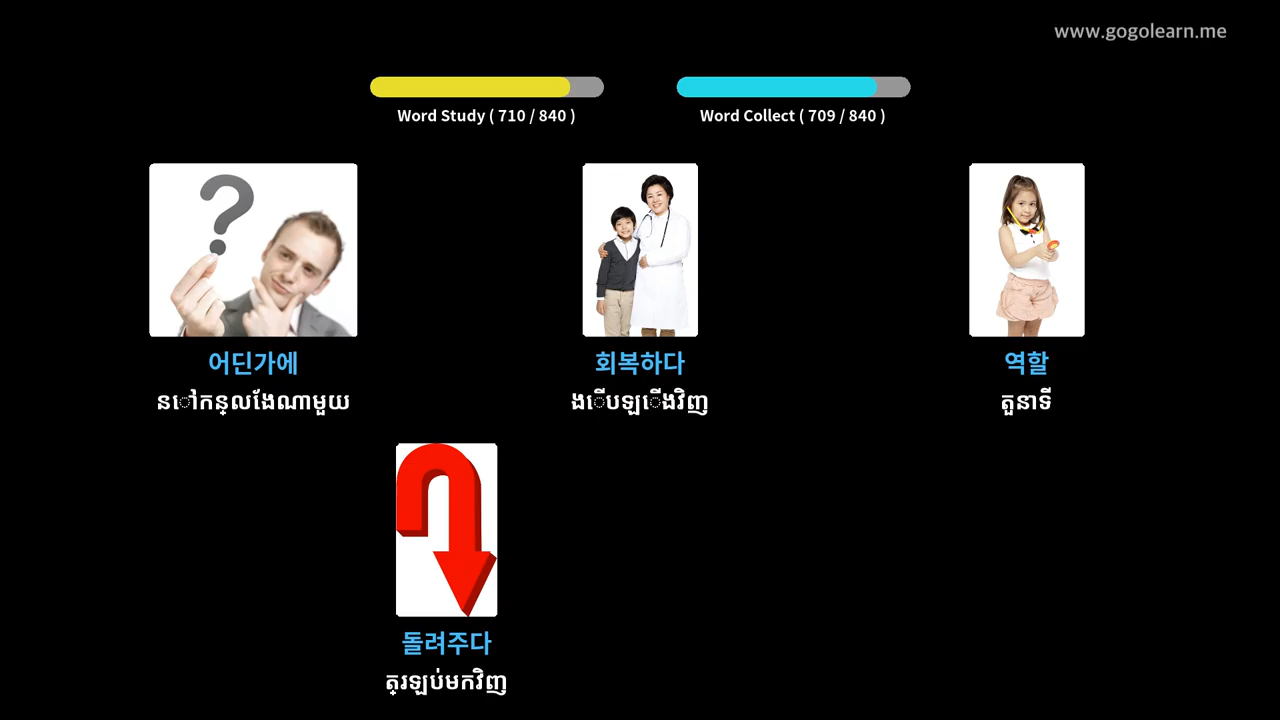 www.gogolearn.me
Word Study ( 710 / 840 )
Word Collect ( 709 / 840 )
어딘가에
회복하다
역할
នៅកន្លែងណាមួយ
ងើបឡើងវិញ
តួនាទី
돌려주다
ត្រឡប់មកវិញ